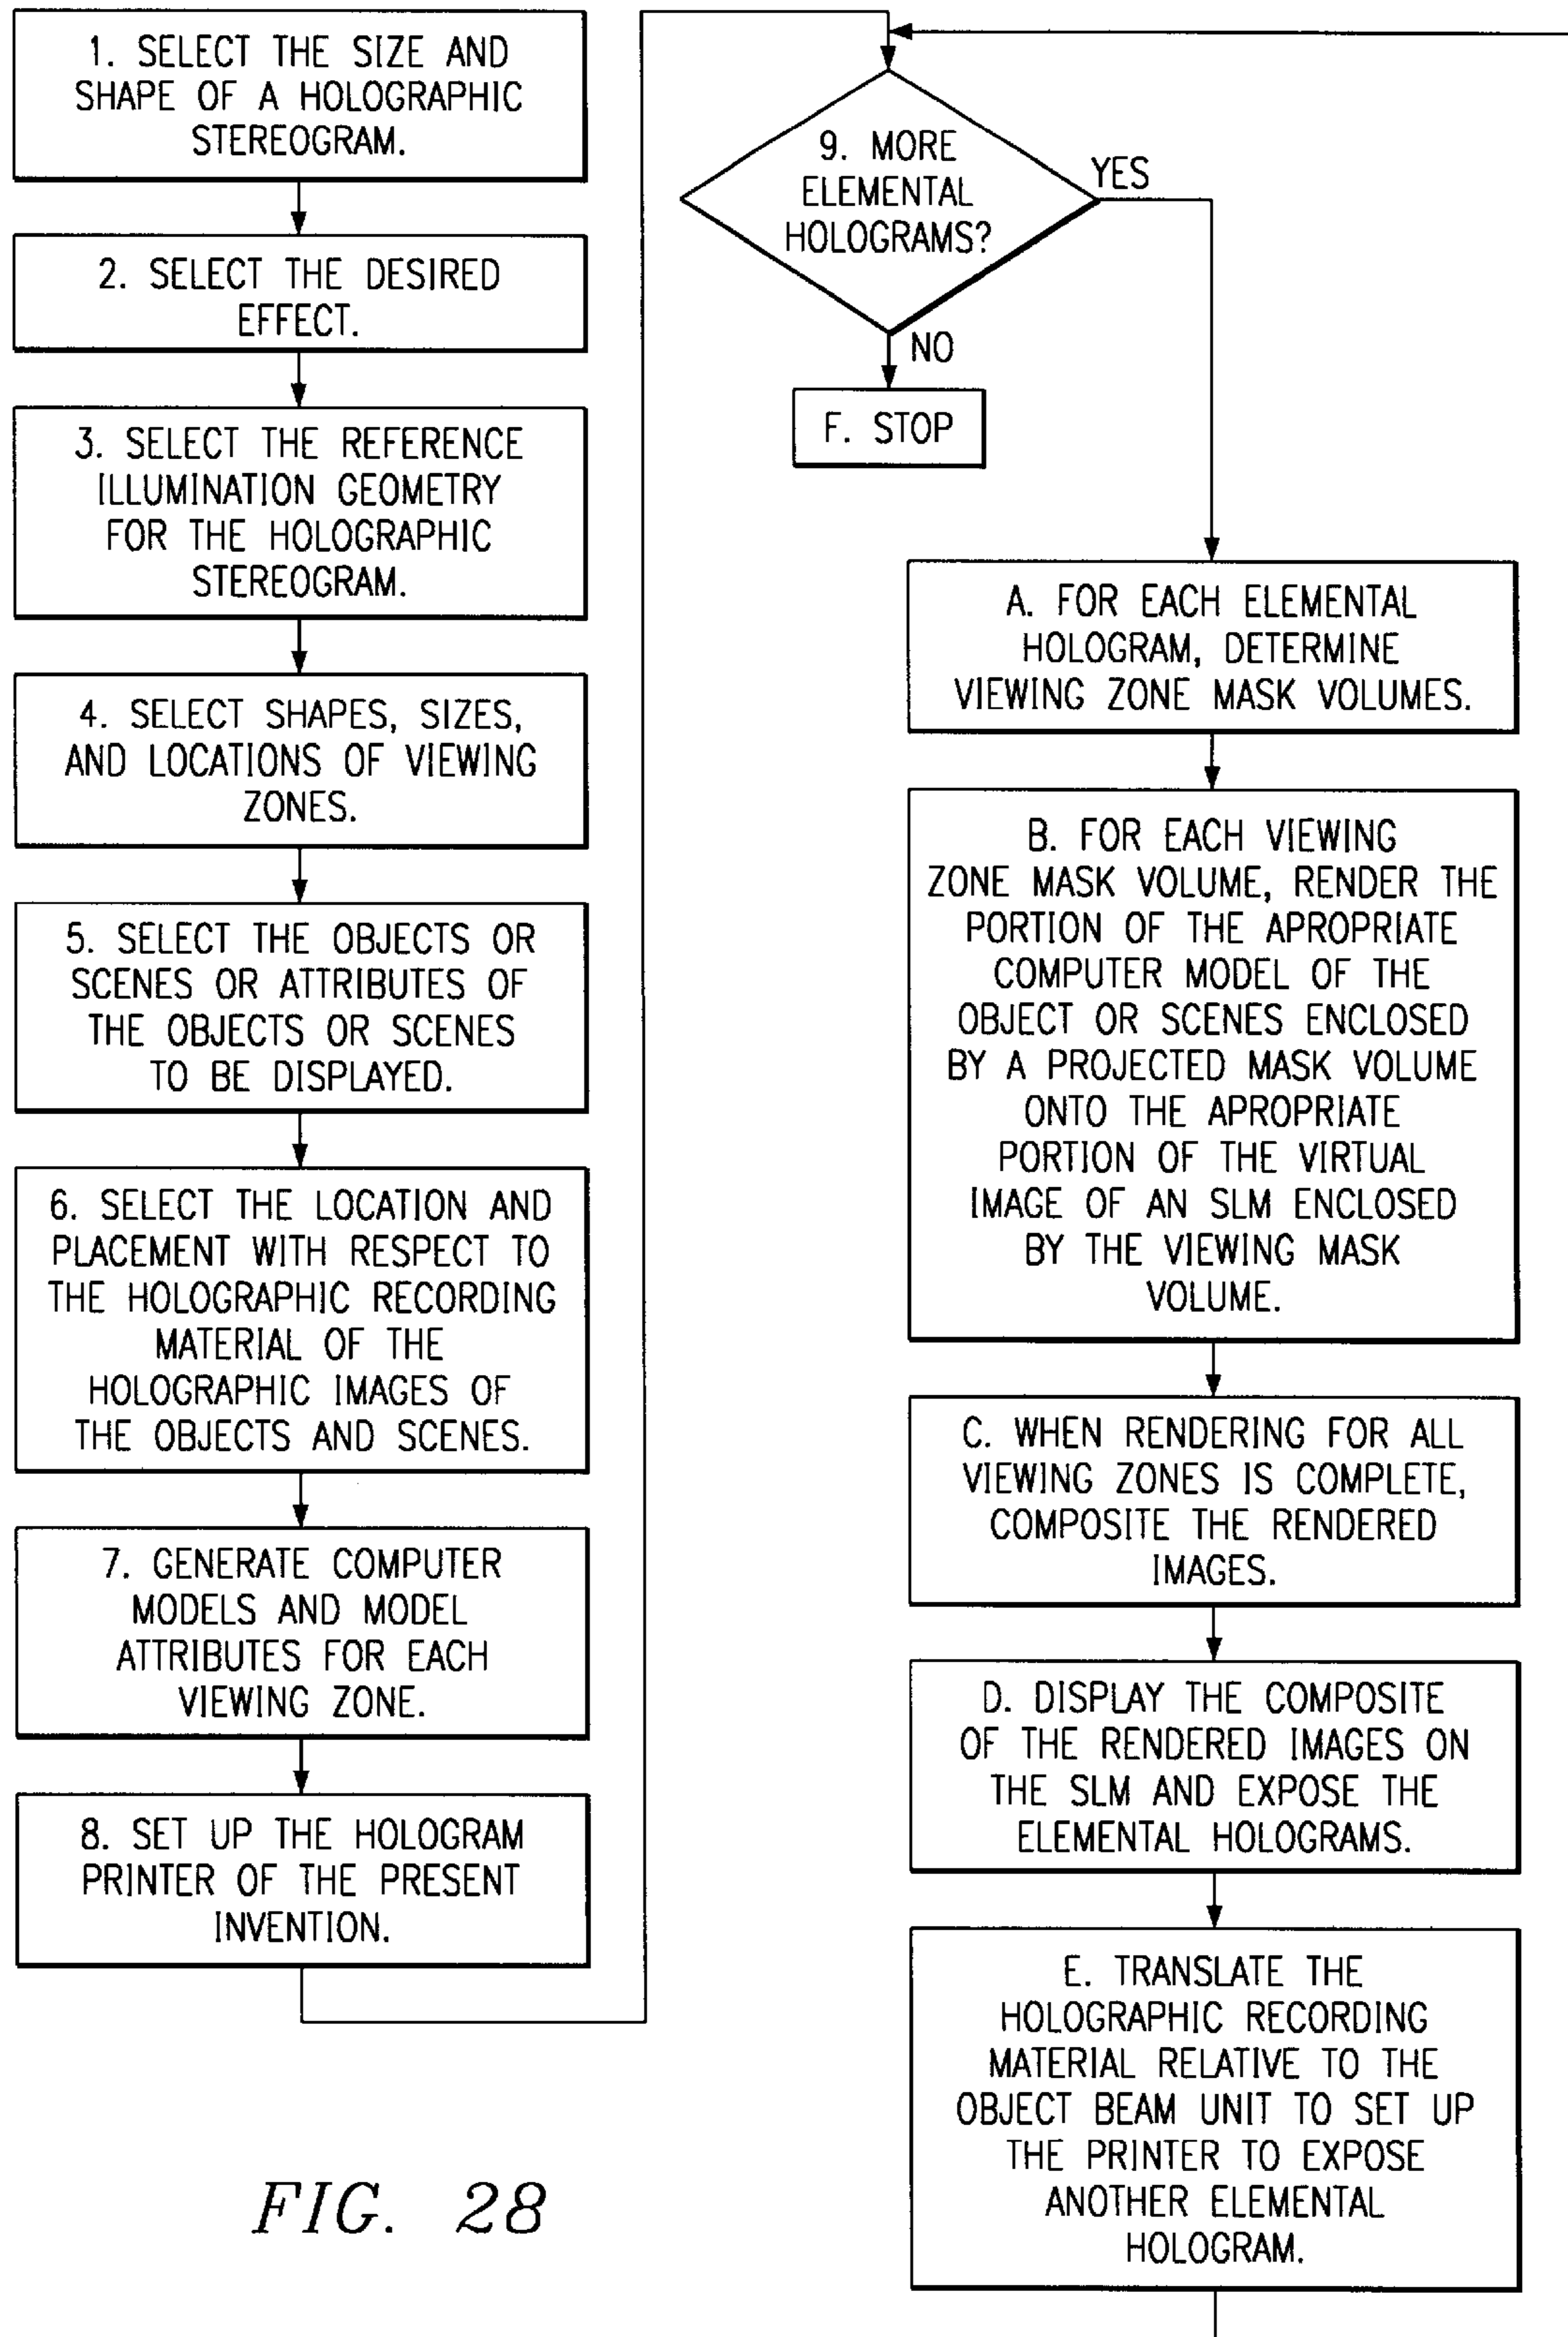 1. SELECT THE SIZE AND
SHAPE OF A HOLOGRAPHIC
STEREOGRAM.
2. SELECT THE DESIRED
EFFECT.
3. SELECT THE REFERENCE
ILLUMINATION GEOMETRY
FOR THE HOLOGRAPHIC
STEREOGRAM.
4. SELECT SHAPES, SIZES,
AND LOCATIONS OF VIEWING
ZONES.
5. SELECT THE OBJECTS OR
SCENES OR ATTRIBUTES OF
THE OBJECTS OR SCENES
TO BE DISPLAYED.
6. SELECT THE LOCATION AND
PLACEMENT WITH RESPECT TO
THE HOLOGRAPHIC RECORDING
MATERIAL OF THE
HOLOGRAPHIC IMAGES OF
THE OBJECTS AND SCENES.
7. GENERATE COMPUTER
MODELS AND MODEL
ATTRIBUTES FOR EACH
VIEWING ZONE.
8. SET UP THE HOLOGRAM
PRINTER OF THE PRESENT
INVENTION.
9. MORE
ELEMENTAL
HOLOGRAMS?
YES
NO
F. STOP
A. FOR EACH ELEMENTAL
HOLOGRAM, DETERMINE
VIEWING ZONE MASK VOLUMES.
B. FOR EACH VIEWING
ZONE MASK VOLUME, RENDER THE
PORTION OF THE APROPRIATE
COMPUTER MODEL OF THE
OBJECT OR SCENES ENCLOSED
BY A PROJECTED MASK VOLUME
ONTO THE APROPRIATE
PORTION OF THE VIRTUAL
IMAGE OF AN SLM ENCLOSED
BY THE VIEWING MASK
VOLUME.
C. WHEN RENDERING FOR ALL
VIEWING ZONES IS COMPLETE,
COMPOSITE THE RENDERED
IMAGES.
D. DISPLAY THE COMPOSITE
OF THE RENDERED IMAGES ON
THE SLM AND EXPOSE THE
ELEMENTAL HOLOGRAMS.
E. TRANSLATE THE
HOLOGRAPHIC RECORDING
MATERIAL RELATIVE TO THE
OBJECT BEAM UNIT TO SET UP
THE PRINTER TO EXPOSE
ANOTHER ELEMENTAL
HOLOGRAM.
FIG. 28